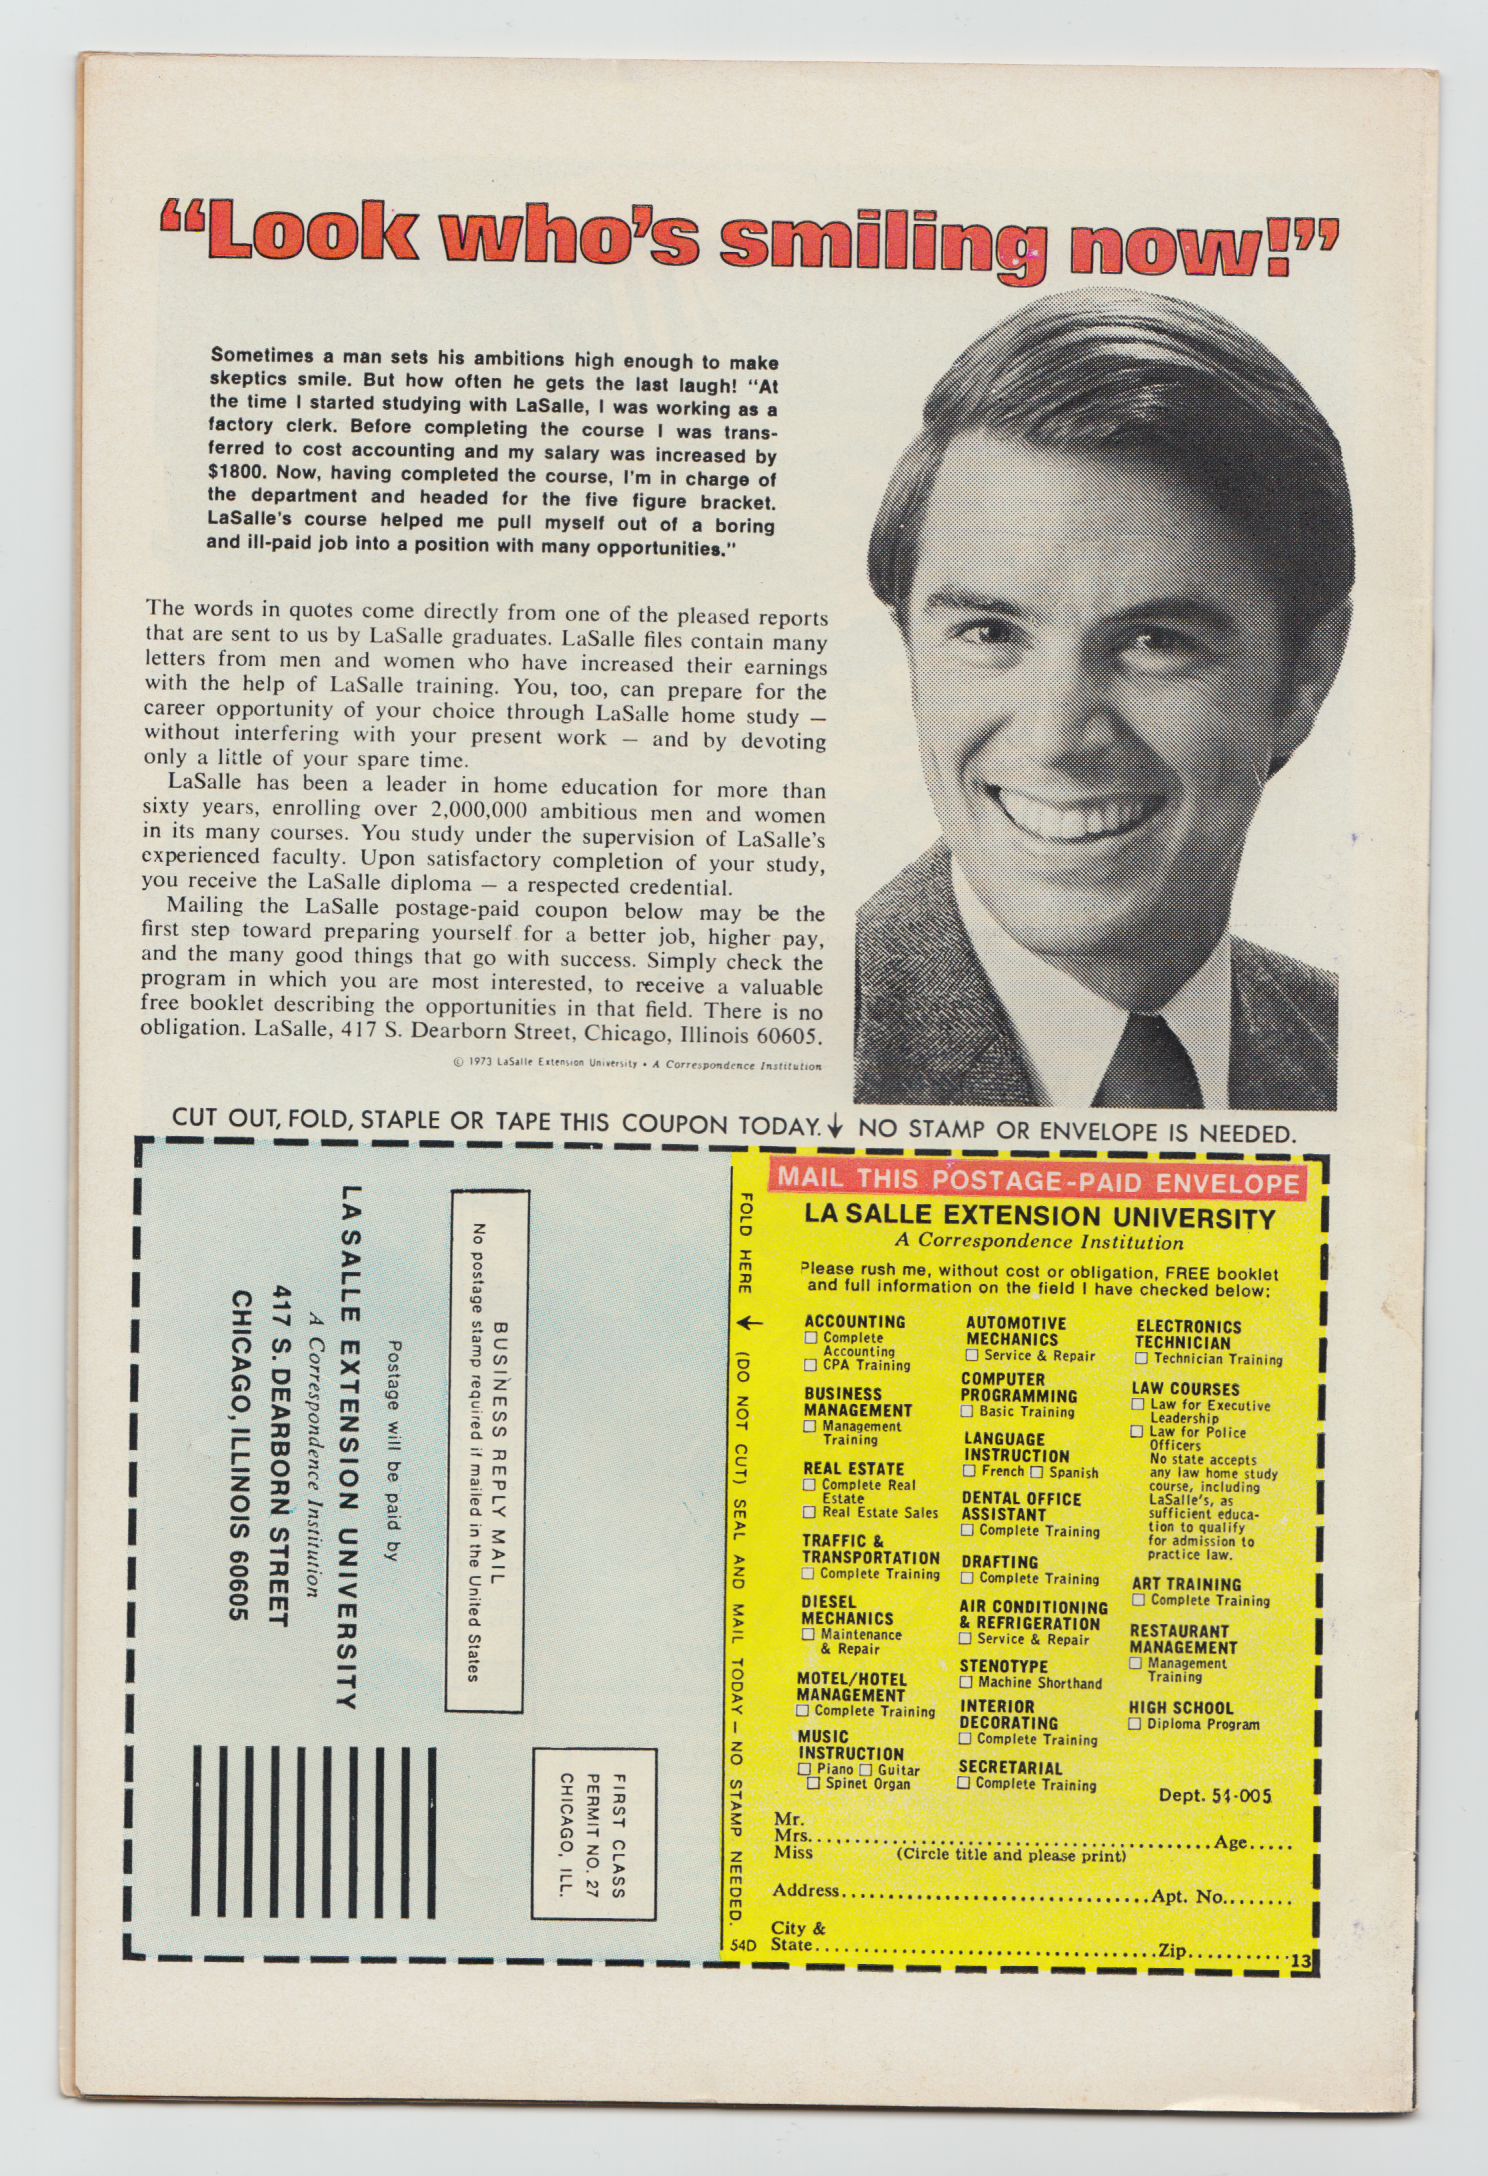 “Look who's smiling now!”
Sometimes a man sets his ambitions high enough to make
skeptics smile. But how often he gets the last laugh! "At
the time I started studying with LaSalle, I was working as a
factory clerk. Before completing the course I was trans-
ferred to cost accounting and my salary was increased by
$1800. Now, having completed the course, I'm in charge of
the department and headed for the five figure bracket.
LaSalle's course helped me pull myself out of a boring
and ill-paid job into a position with many opportunities."
The words in quotes come directly from one of the pleased reports
that are sent to us by LaSalle graduates. LaSalle files contain many
letters from men and women who have increased their earnings
with the help of LaSalle training. You, too, can prepare for the
career opportunity of your choice through LaSalle home study —
without interfering with your present work — and by devoting
only a little of your spare time.
LaSalle has been a leader in home education for more than
sixty years, enrolling over 2,000,000 ambitious men and women
in its many courses. You study under the supervision of LaSalle's
experienced faculty. Upon satisfactory completion of your study,
you receive the LaSalle diploma — a respected credential.
Mailing the LaSalle postage-paid coupon below may be the
first step toward preparing yourself for a better job, higher pay,
and the many good things that go with success. Simply check the
program in which you are most interested, to receive a valuable
free booklet describing the opportunities in that field. There is no
obligation. LaSalle, 417 S. Dearborn Street, Chicago, Illinois 60605.
© 1973 LaSalle Extension University • A Correspondence Institution
CUT OUT, FOLD, STAPLE OR TAPE THIS COUPON TODAY. ↓ NO STAMP OR ENVELOPE IS NEEDED.
FIRST CLASS
PERMIT NO. 27
CHICAGO, ILL.
BUSINESS REPLY MAIL
No postage stamp required if mailed in the United States
Postage will be paid by
LA SALLE EXTENSION UNIVERSITY
A Correspondence Institution
417 S. DEARBORN STREET
CHICAGO, ILLINOIS 60605
FOLD HERE ↓ (DO NOT CUT) SEAL AND MAIL TODAY — NO STAMP NEEDED.
54D
MAIL THIS POSTAGE-PAID ENVELOPE
LA SALLE EXTENSION UNIVERSITY
A Correspondence Institution
Please rush me, without cost or obligation, FREE booklet
and full information on the field I have checked below:
ACCOUNTING
☐ Complete
Accounting
☐ CPA Training
BUSINESS
MANAGEMENT
☐ Management
Training
REAL ESTATE
☐ Complete Real
Estate
☐ Real Estate Sales
TRAFFIC &
TRANSPORTATION
☐ Complete Training
DIESEL
MECHANICS
☐ Maintenance
& Repair
MOTEL/HOTEL
MANAGEMENT
☐ Complete Training
MUSIC
INSTRUCTION
☐ Piano ☐ Guitar
☐ Spinet Organ
AUTOMOTIVE
MECHANICS
☐ Service & Repair
COMPUTER
PROGRAMMING
☐ Basic Training
LANGUAGE
INSTRUCTION
☐ French ☐ Spanish
DENTAL OFFICE
ASSISTANT
☐ Complete Training
DRAFTING
☐ Complete Training
AIR CONDITIONING
& REFRIGERATION
☐ Service & Repair
STENOTYPE
☐ Machine Shorthand
INTERIOR
DECORATING
☐ Complete Training
SECRETARIAL
☐ Complete Training
ELECTRONICS
TECHNICIAN
☐ Technician Training
LAW COURSES
☐ Law for Executive
Leadership
☐ Law for Police
Officers
No state accepts
any law home study
course, including
LaSalle's, as
sufficient educa-
tion to qualify
for admission to
practice law.
ART TRAINING
☐ Complete Training
RESTAURANT
MANAGEMENT
☐ Management
Training
HIGH SCHOOL
☐ Diploma Program
Dept. 54-005
Mr.
Mrs. ........................................ Age.....
Miss (Circle title and please print)
Address ................................ Apt. No. .......
City &
State .................................. Zip ...........
13